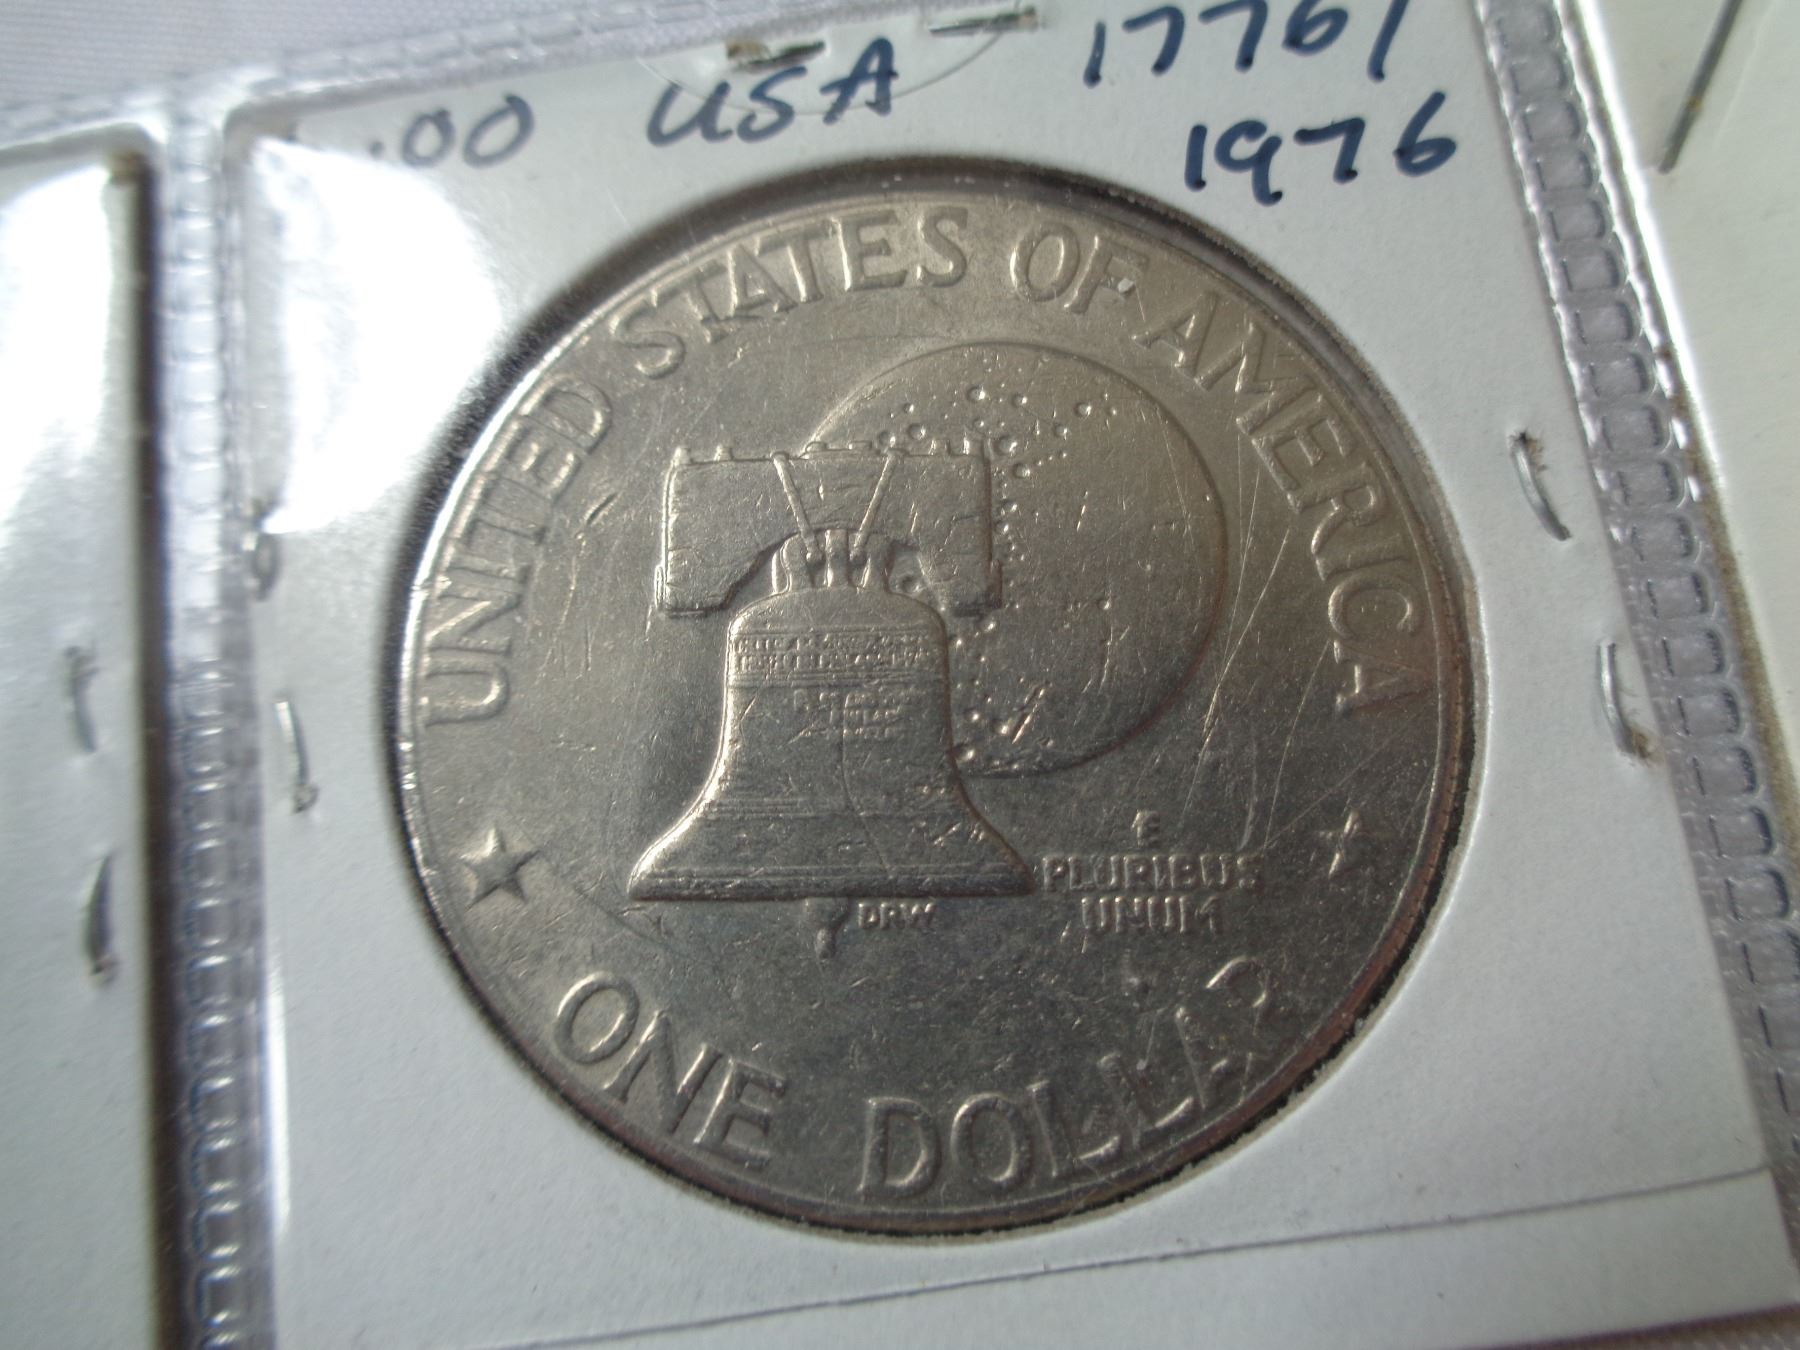 .00 USA 1776/
1976
UNITED STATES OF AMERICA
E
PLURIBUS
UNUM
DRW
ONE DOLLAR